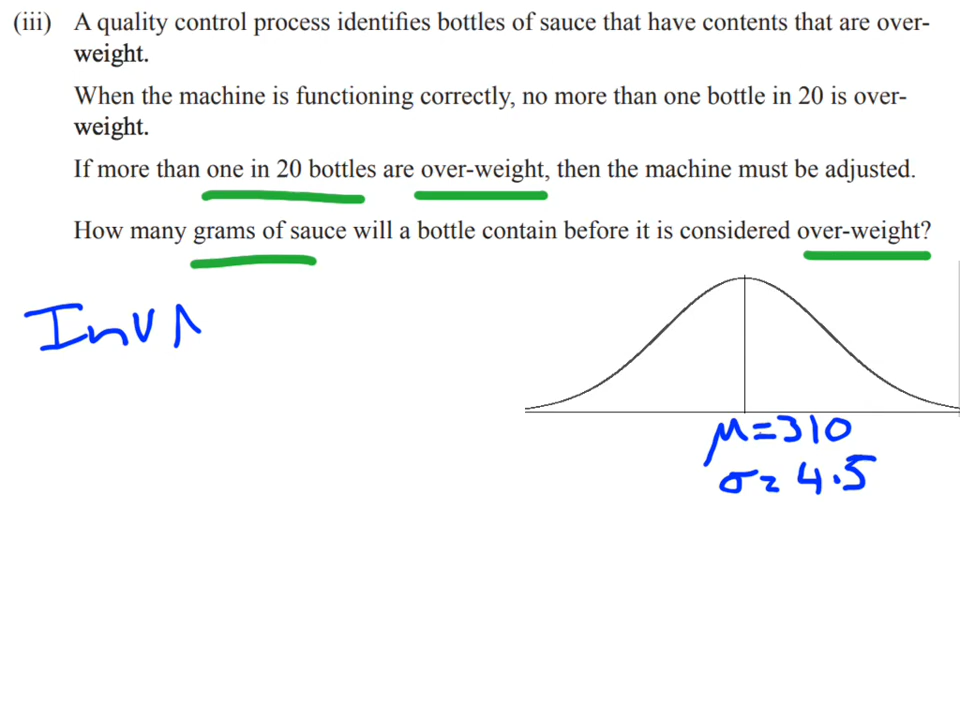 (iii) A quality control process identifies bottles of sauce that have contents that are over-
weight.
When the machine is functioning correctly, no more than one bottle in 20 is over-
weight.
If more than one in 20 bottles are over-weight, then the machine must be adjusted.
How many grams of sauce will a bottle contain before it is considered over-weight?
Inv
μ=310
σ= 4.5